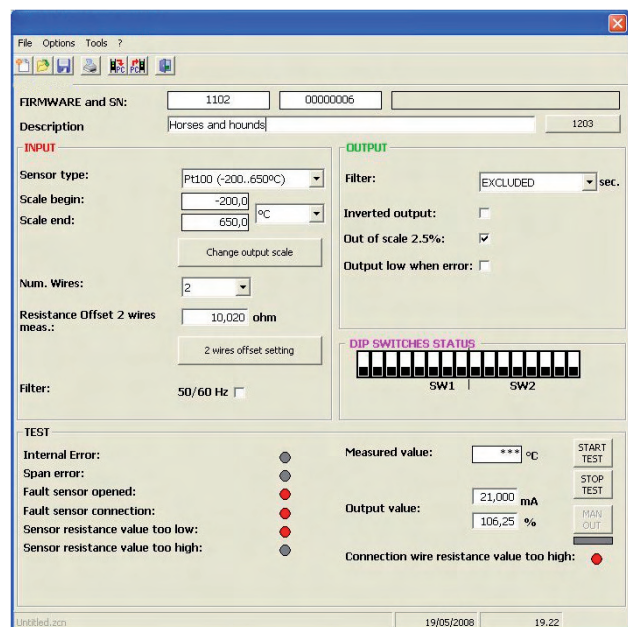 File Options Tools ?
PC PC
FIRMWARE and SN: 1102 00000006
Description Horses and hounds 1203
INPUT
Sensor type: Pt100 (-200..650ºC)
Scale begin: -200,0
Scale end: 650,0 ºC
Change output scale
Num. Wires: 2
Resistance Offset 2 wires meas.: 10,020 ohm
2 wires offset setting
Filter: 50/60 Hz
OUTPUT
Filter: EXCLUDED sec.
Inverted output:
Out of scale 2.5%:
Output low when error:
DIP SWITCHES STATUS
SW1 SW2
TEST
Internal Error:
Span error:
Fault sensor opened:
Fault sensor connection:
Sensor resistance value too low:
Sensor resistance value too high:
Measured value: *** ºC
Output value: 21,000 mA
106,25 %
Connection wire resistance value too high:
START TEST
STOP TEST
MAN OUT
Untitled.zcn 19/05/2008 19.22